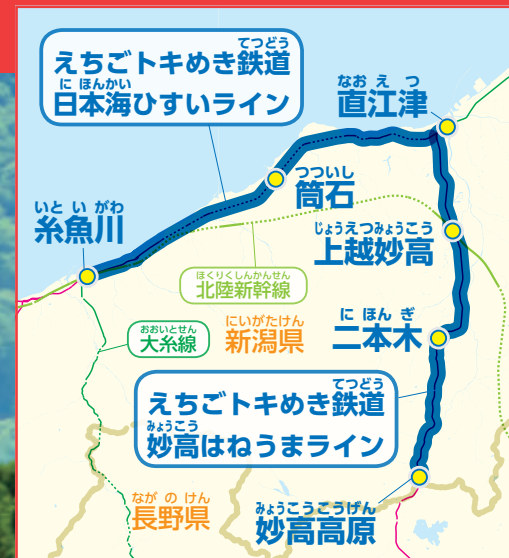 てつどう
えちごトキめき鉄道
にほんかい
日本海ひすいライン
なおえつ
直江津
つついし
筒石
いといがわ
糸魚川
じょうえつみょうこう
上越妙高
ほくりくしんかんせん
北陸新幹線
おおいとせん
大糸線
にいがたけん
新潟県
にほんぎ
二本木
てつどう
えちごトキめき鉄道
みょうこう
妙高はねうまライン
ながのけん
長野県
みょうこうこうげん
妙高高原